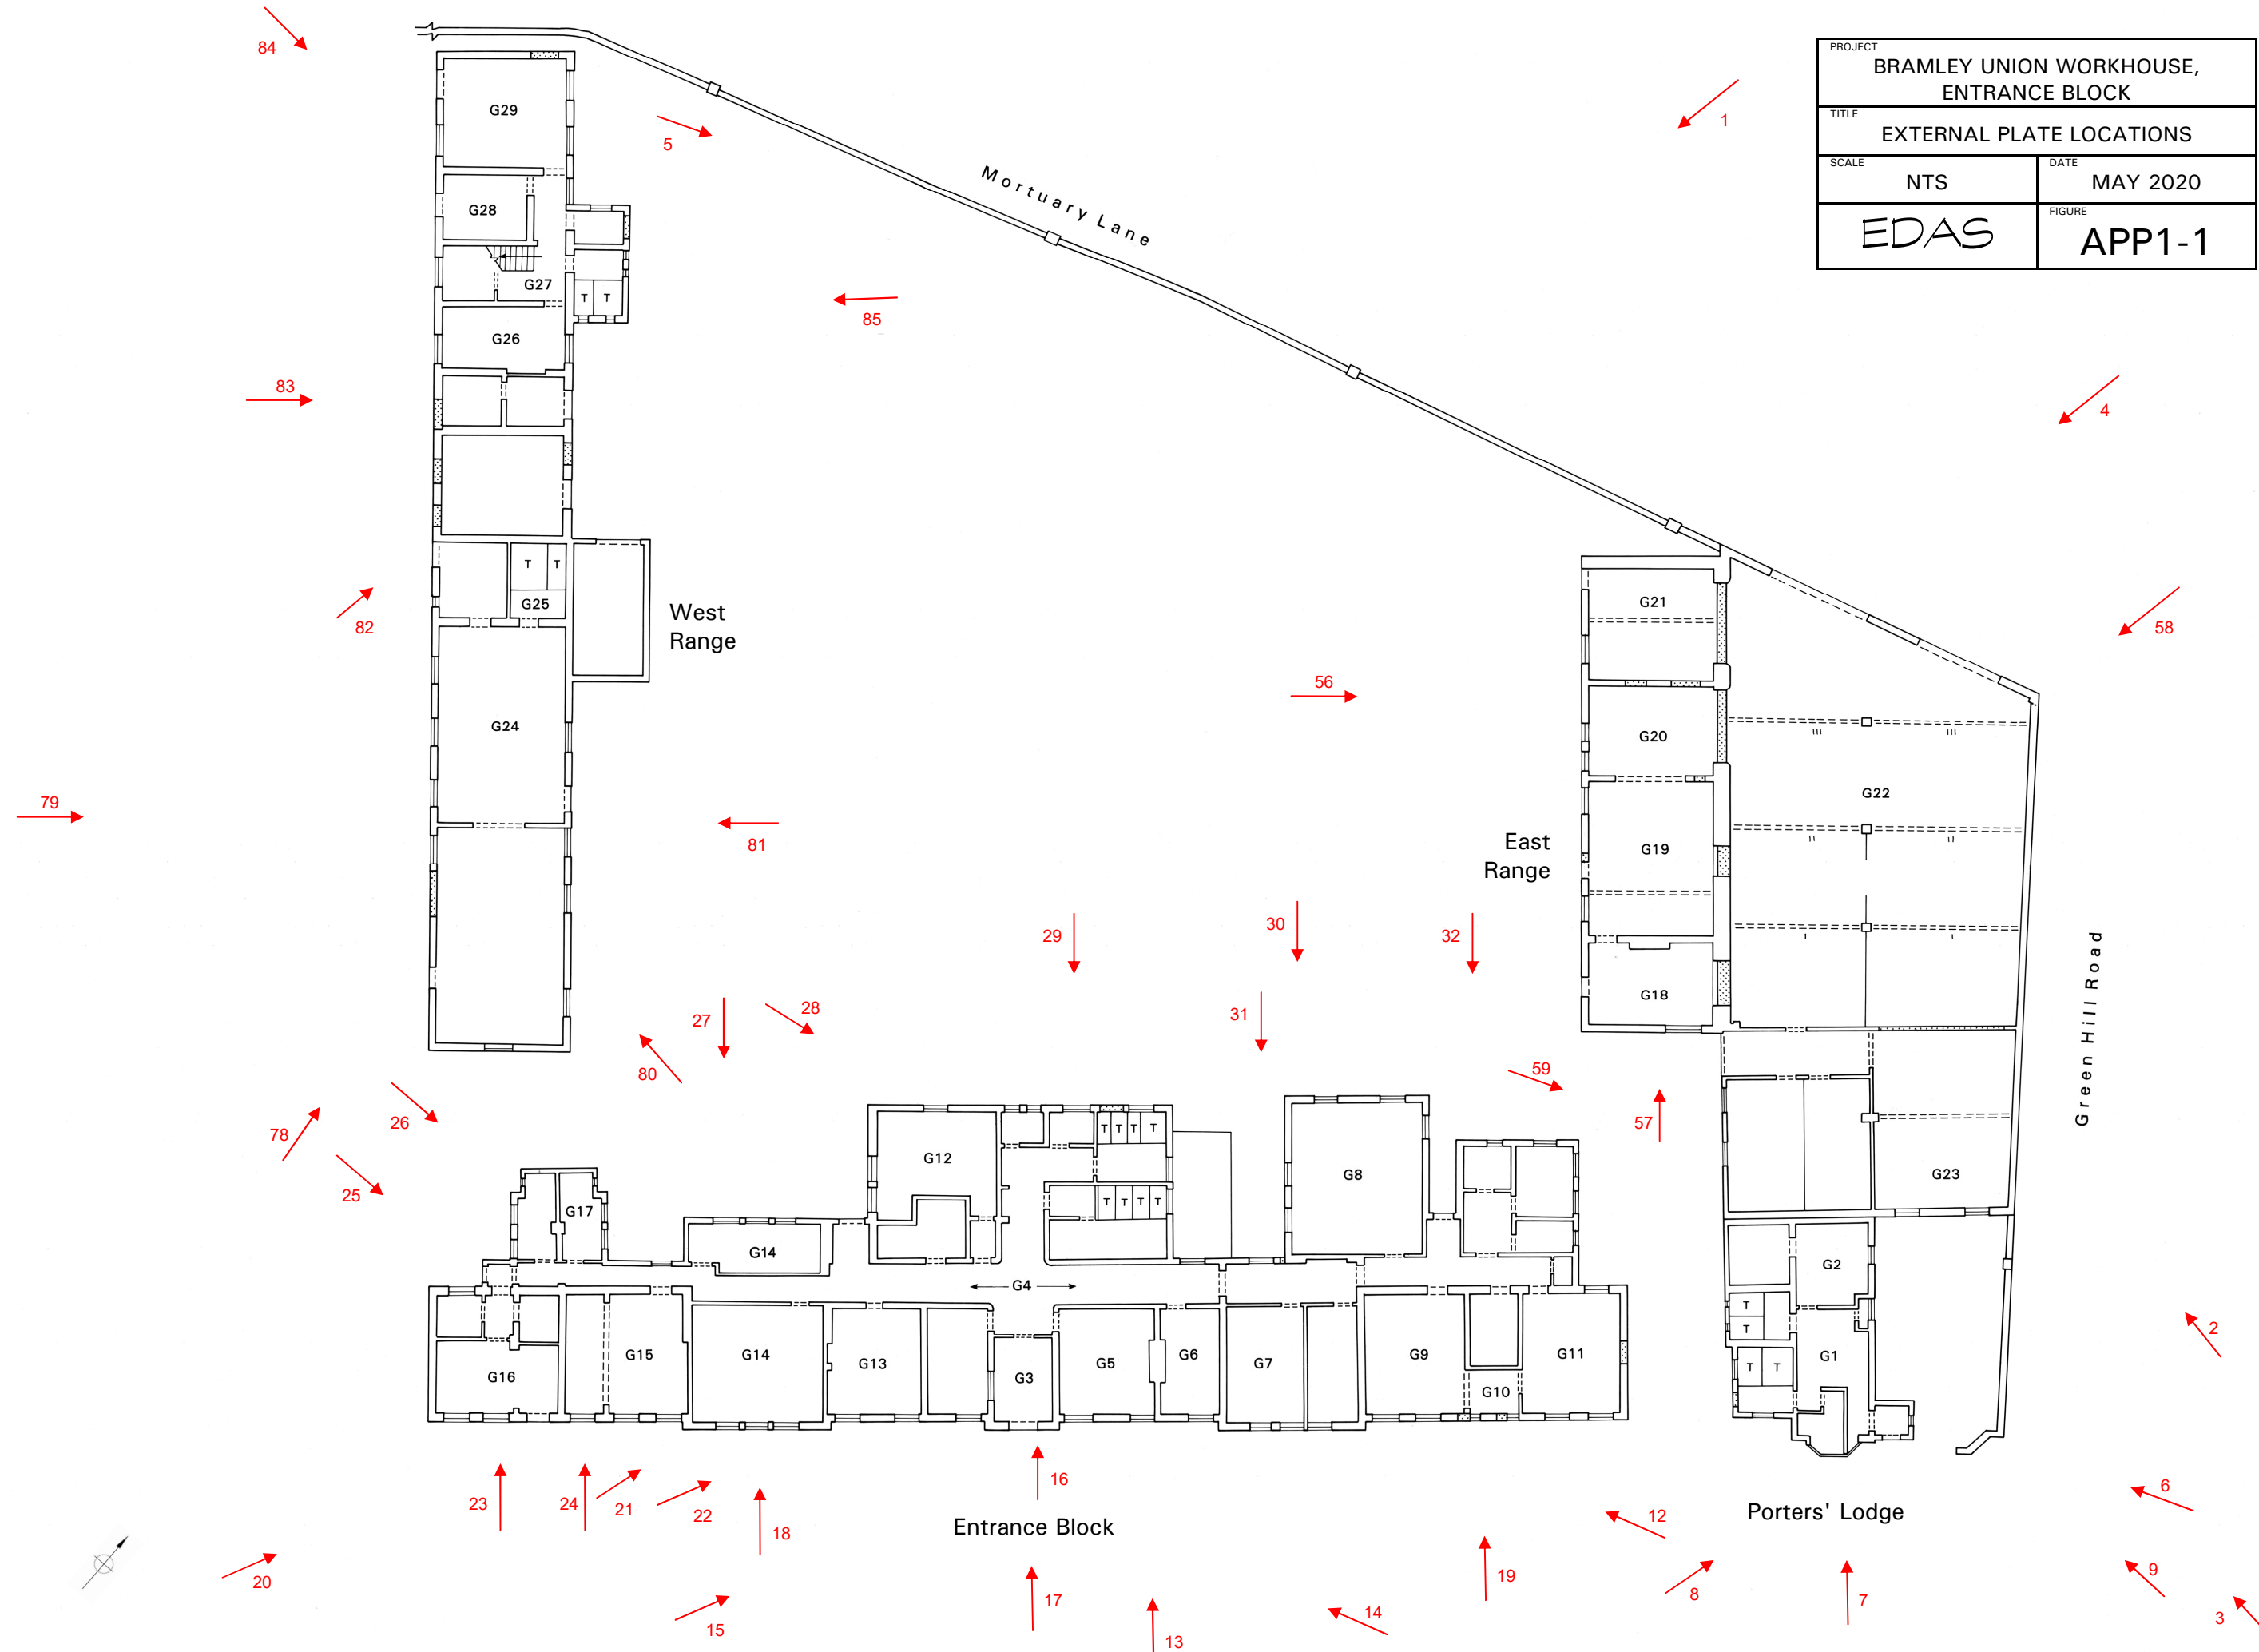 PROJECT
BRAMLEY UNION WORKHOUSE,
ENTRANCE BLOCK
TITLE
EXTERNAL PLATE LOCATIONS
SCALE
NTS
DATE
MAY 2020
EDAS
FIGURE
APP1-1
84
G29
5
1
Mortuary Lane
G28
G27
T T
85
G26
83
4
T T
G25
82
West
Range
G21
58
56
G24
G20
79
G22
81
East
Range
G19
29
30
32
28
27
31
G18
Green Hill Road
80
59
26
78
57
25
T T T T
G12
G8
G23
G17
T T T T
G14
G4
G2
T
T
2
G16
G15
G14
G13
G3
G5
G6
G7
G9
G10
G11
G1
T T
23
24
21
22
18
16
Entrance Block
12
Porters' Lodge
6
20
15
17
13
14
19
8
7
9
3